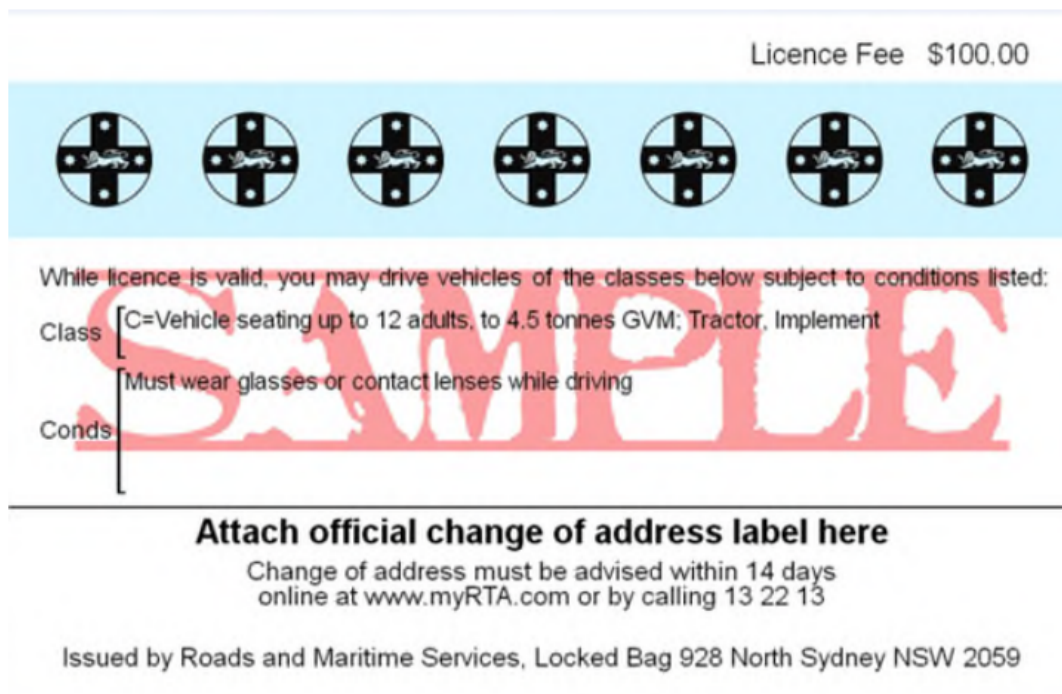 Licence Fee $100.00
While licence is valid, you may drive vehicles of the classes below subject to conditions listed:
SAMPLE
Class C=Vehicle seating up to 12 adults, to 4.5 tonnes GVM; Tractor, Implement
Conds Must wear glasses or contact lenses while driving
Attach official change of address label here
Change of address must be advised within 14 days
online at www.myRTA.com or by calling 13 22 13
Issued by Roads and Maritime Services, Locked Bag 928 North Sydney NSW 2059